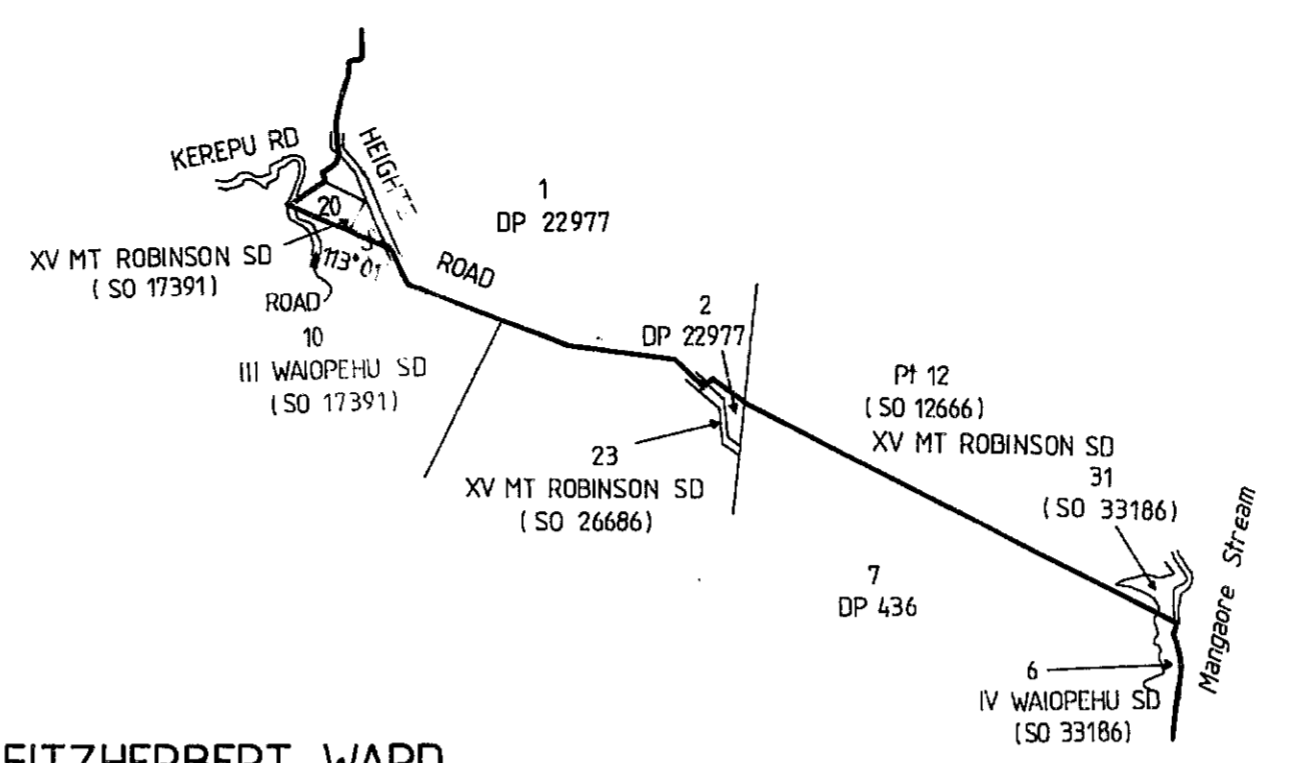 KEREPU RD
HEIGHTS
20
1
DP 22977
XV MT ROBINSON SD
(SO 17391)
3
113°01'
ROAD
ROAD
10
III WAIOPEHU SD
(SO 17391)
2
DP 22977
Pt 12
(SO 12666)
XV MT ROBINSON SD
23
XV MT ROBINSON SD
(SO 26686)
31
(SO 33186)
Mangaore Stream
7
DP 436
6
IV WAIOPEHU SD
(SO 33186)
FITZHERBERT WARD